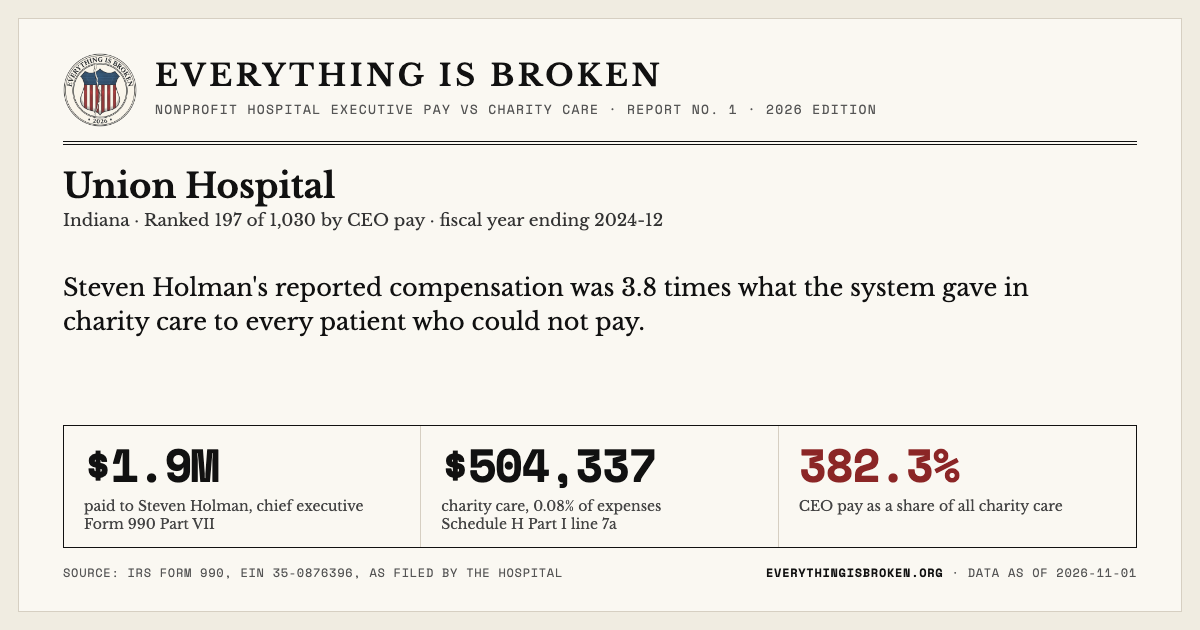 EVERYTHING IS BROKEN
· 2026 ·
EVERYTHING IS BROKEN
NONPROFIT HOSPITAL EXECUTIVE PAY VS CHARITY CARE · REPORT NO. 1 · 2026 EDITION
Union Hospital
Indiana · Ranked 197 of 1,030 by CEO pay · fiscal year ending 2024-12
Steven Holman's reported compensation was 3.8 times what the system gave in
charity care to every patient who could not pay.
$1.9M
paid to Steven Holman, chief executive
Form 990 Part VII
$504,337
charity care, 0.08% of expenses
Schedule H Part I line 7a
382.3%
CEO pay as a share of all charity care
SOURCE: IRS FORM 990, EIN 35-0876396, AS FILED BY THE HOSPITAL
EVERYTHINGISBROKEN.ORG · DATA AS OF 2026-11-01